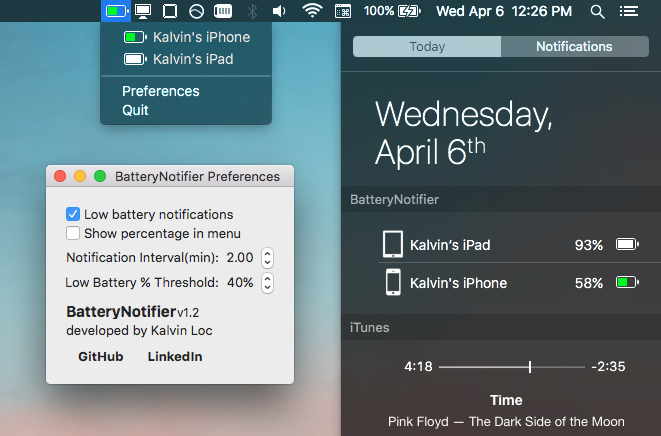 100%
Wed Apr 6 12:26 PM
Kalvin's iPhone
Kalvin's iPad
Preferences
Quit
BatteryNotifier Preferences
Low battery notifications
Show percentage in menu
Notification Interval(min): 2.00
Low Battery % Threshold: 40%
BatteryNotifier v1.2
developed by Kalvin Loc
GitHub LinkedIn
Today Notifications
Wednesday,
April 6th
BatteryNotifier
Kalvin's iPad 93%
Kalvin's iPhone 58%
iTunes
4:18 -2:35
Time
Pink Floyd — The Dark Side of the Moon